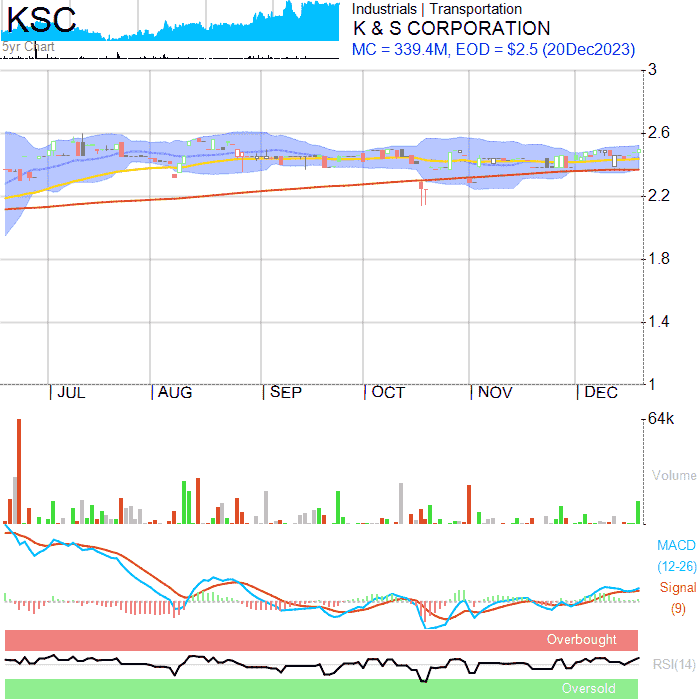 KSC
5yr Chart
Industrials | Transportation
K & S CORPORATION
MC = 339.4M, EOD = $2.5 (20Dec2023)
3
2.6
2.2
1.8
1.4
1
JUL AUG SEP OCT NOV DEC
64k
Volume
MACD
(12-26)
Signal
(9)
Overbought
RSI(14)
Oversold